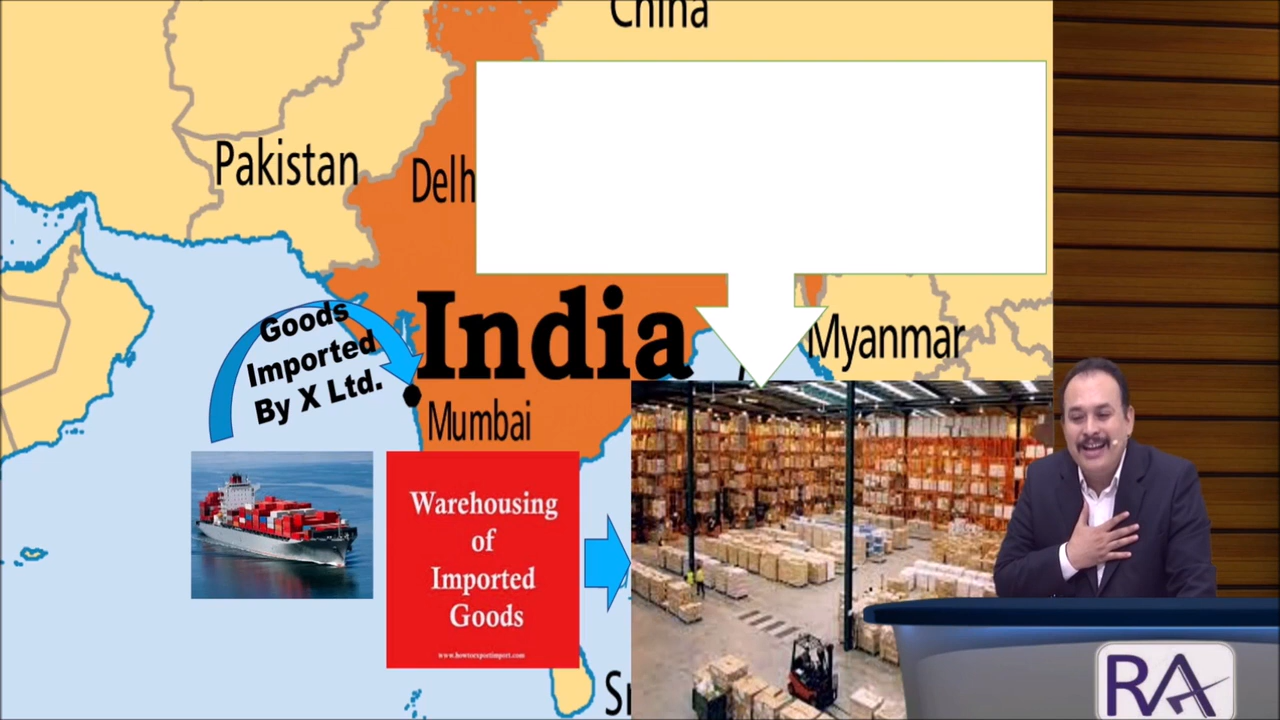 China
Pakistan
Delh
India
Goods
Imported
By X Ltd.
Myanmar
Mumbai
Warehousing
of
Imported
Goods
www.howtoexportimport.com
Sr
RA